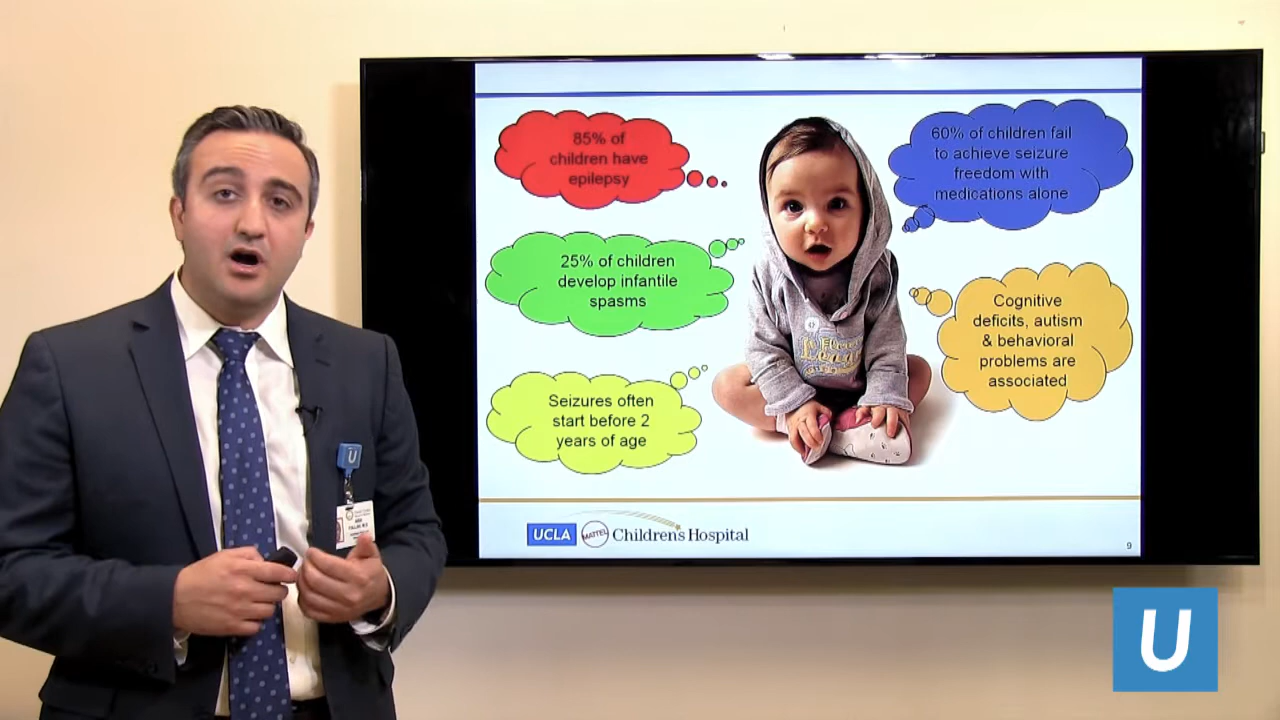 85% of
children have
epilepsy
25% of children
develop infantile
spasms
Seizures often
start before 2
years of age
60% of children fail
to achieve seizure
freedom with
medications alone
Cognitive
deficits, autism
& behavioral
problems are
associated
UCLA MATTEL Children's Hospital
9
U
U